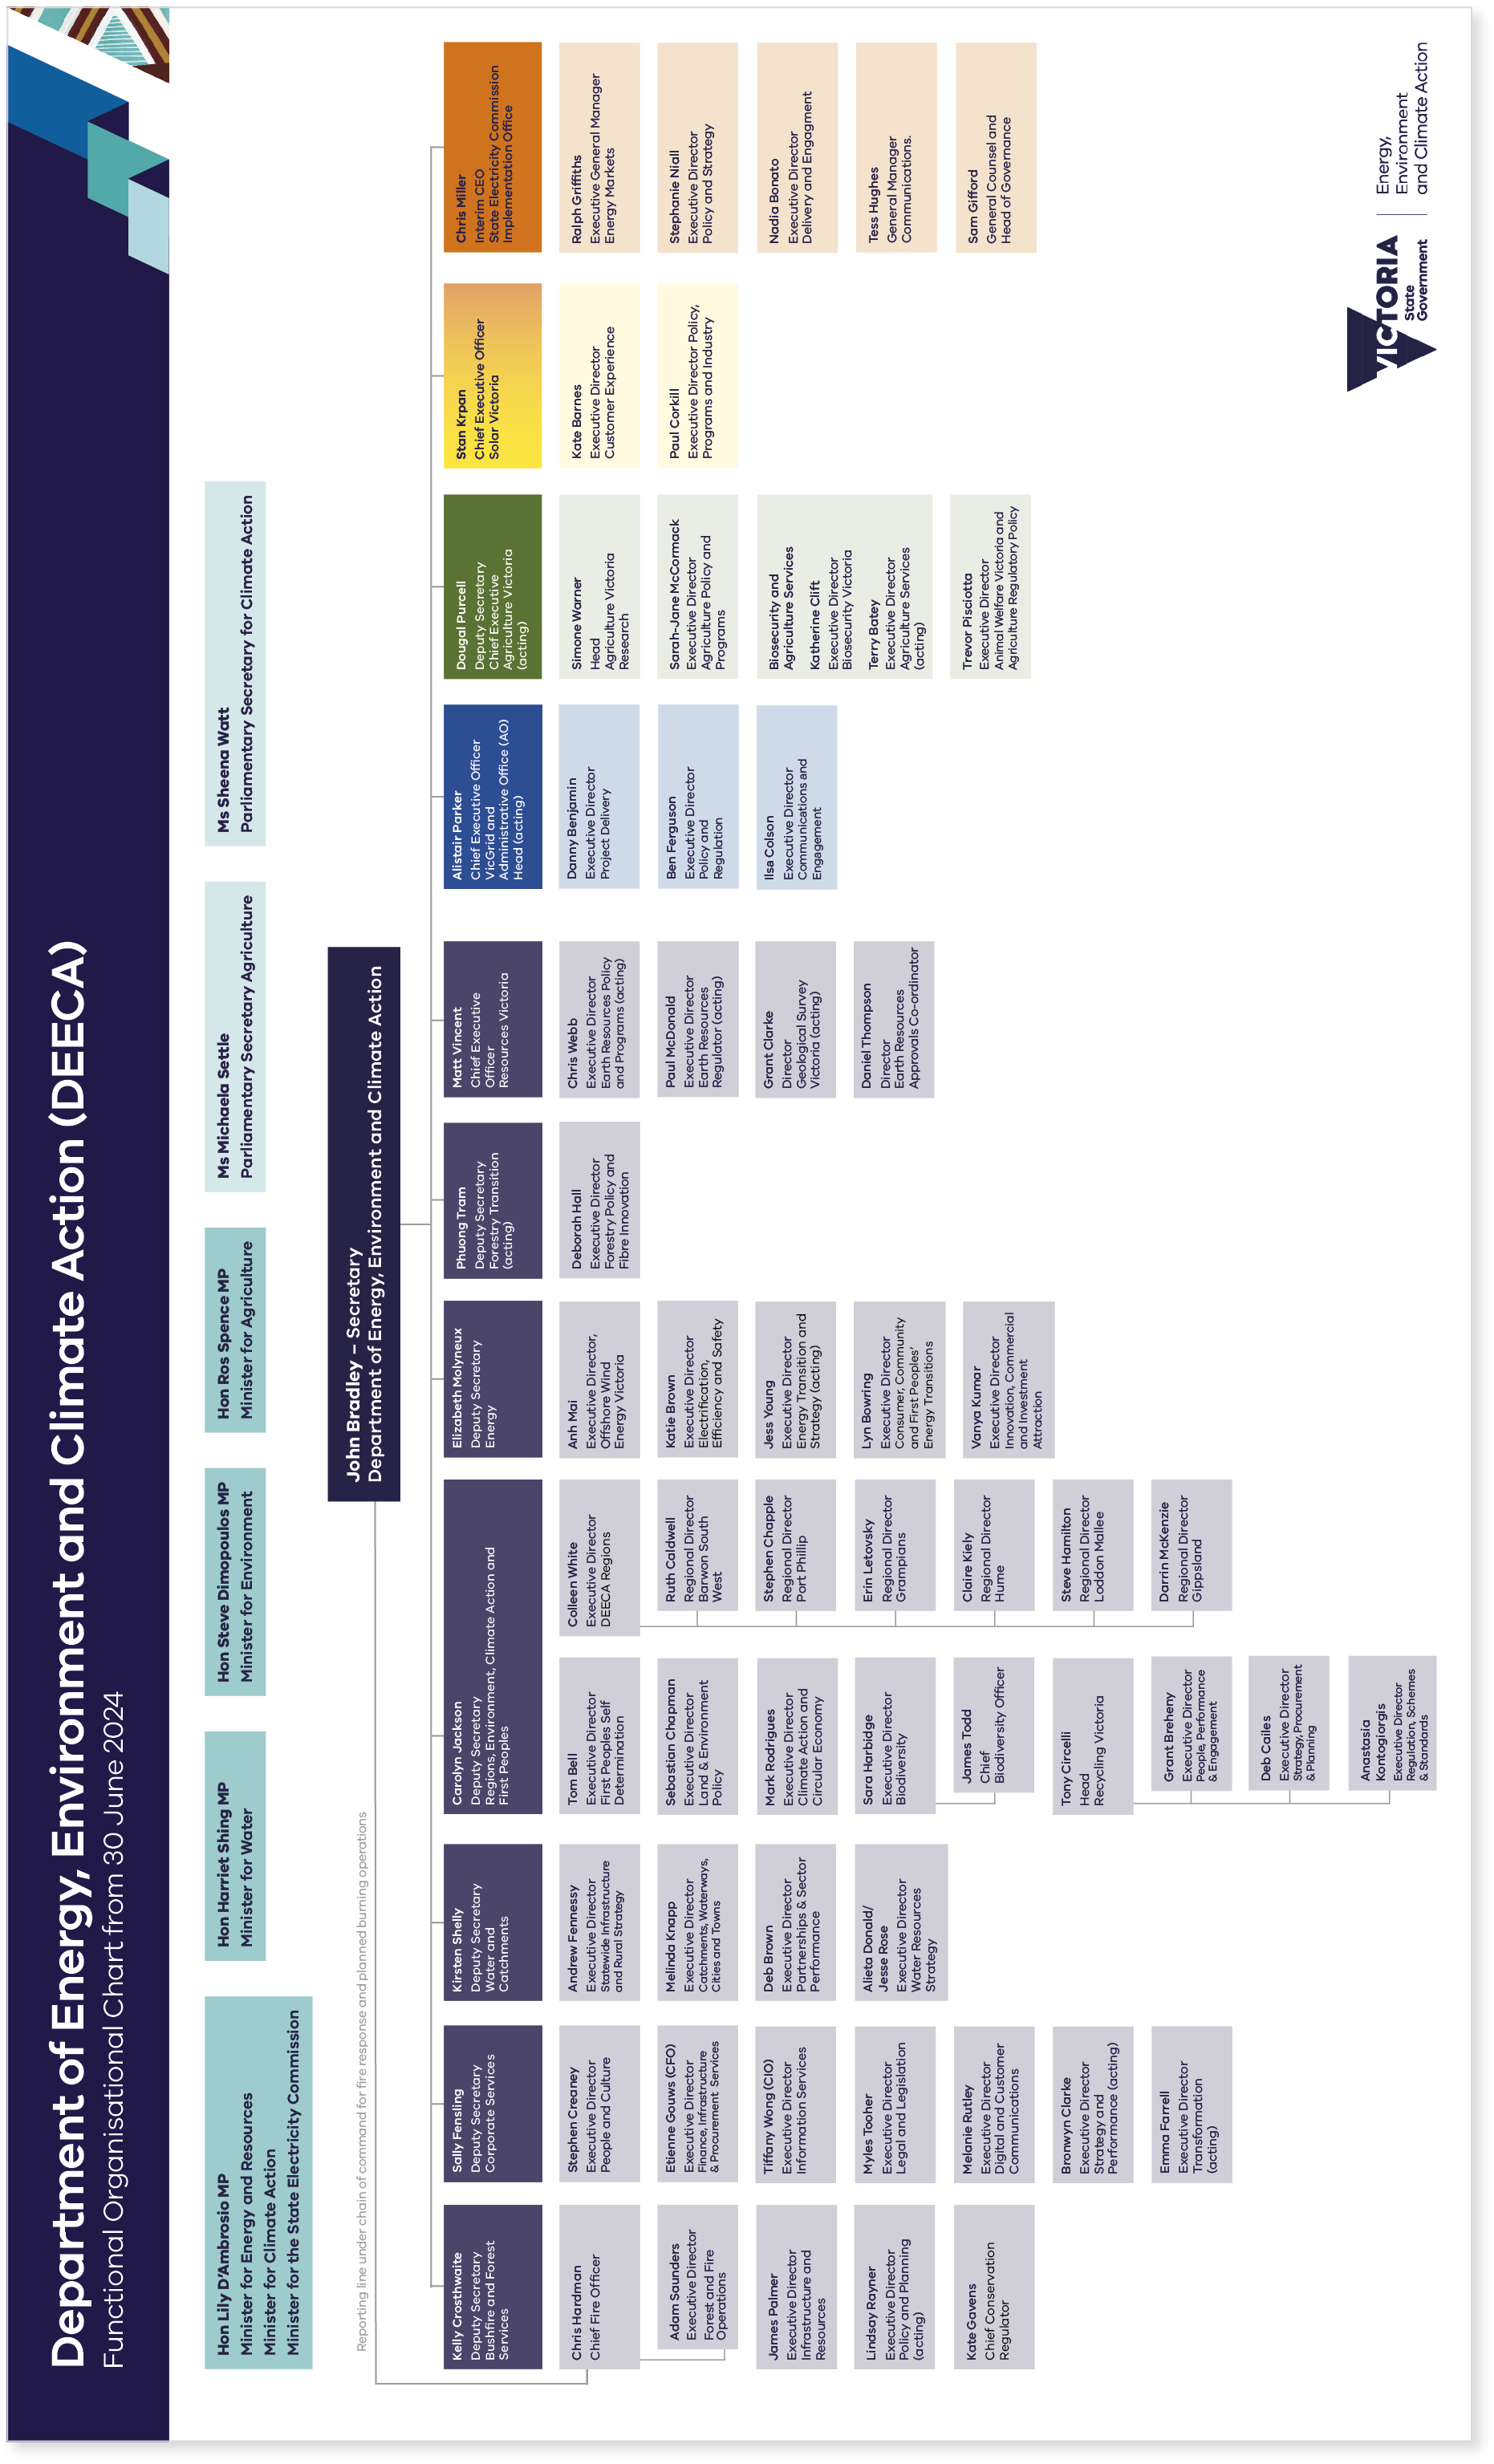 Department of Energy, Environment and Climate Action (DEECA)
Functional Organisational Chart from 30 June 2024
Hon Lily D'Ambrosio MP
Minister for Energy and Resources
Minister for Climate Action
Minister for the State Electricity Commission
Hon Harriet Shing MP
Minister for Water
Hon Steve Dimopoulos MP
Minister for Environment
Hon Ros Spence MP
Minister for Agriculture
Ms Michaela Settle
Parliamentary Secretary Agriculture
Ms Sheena Watt
Parliamentary Secretary for Climate Action
John Bradley – Secretary
Department of Energy, Environment and Climate Action
Reporting line under chain of command for fire response and planned burning operations
Kelly Crosthwaite
Deputy Secretary
Bushfire and Forest
Services
Chris Hardman
Chief Fire Officer
Adam Saunders
Executive Director
Forest and Fire
Operations
James Palmer
Executive Director
Infrastructure and
Resources
Lindsay Rayner
Executive Director
Policy and Planning
(acting)
Kate Gavens
Chief Conservation
Regulator
Sally Fensling
Deputy Secretary
Corporate Services
Stephen Creaney
Executive Director
People and Culture
Etienne Gouws (CFO)
Executive Director
Finance, Infrastructure
& Procurement Services
Tiffany Wong (CIO)
Executive Director
Information Services
Myles Tooher
Executive Director
Legal and Legislation
Melanie Rutley
Executive Director
Digital and Customer
Communications
Bronwyn Clarke
Executive Director
Strategy and
Performance (acting)
Emma Farrell
Executive Director
Transformation
(acting)
Kirsten Shelly
Deputy Secretary
Water and
Catchments
Andrew Fennessy
Executive Director
Statewide Infrastructure
and Rural Strategy
Melinda Knapp
Executive Director
Catchments, Waterways,
Cities and Towns
Deb Brown
Executive Director
Partnerships & Sector
Performance
Alieta Donald/
Jesse Rose
Executive Director
Water Resources
Strategy
Carolyn Jackson
Deputy Secretary
Regions, Environment, Climate Action and
First Peoples
Tom Bell
Executive Director
First Peoples Self
Determination
Sebastian Chapman
Executive Director
Land & Environment
Policy
Mark Rodrigues
Executive Director
Climate Action and
Circular Economy
Sara Harbidge
Executive Director
Biodiversity
James Todd
Chief
Biodiversity Officer
Tony Circelli
Head
Recycling Victoria
Grant Breheny
Executive Director
People, Performance
& Engagement
Deb Cailes
Executive Director
Strategy, Procurement
& Planning
Anastasia
Kontogiorgis
Executive Director
Regulation, Schemes
& Standards
Colleen White
Executive Director
DEECA Regions
Ruth Caldwell
Regional Director
Barwon South
West
Stephen Chapple
Regional Director
Port Phillip
Erin Letovsky
Regional Director
Grampians
Claire Kiely
Regional Director
Hume
Steve Hamilton
Regional Director
Loddon Mallee
Darrin McKenzie
Regional Director
Gippsland
Elizabeth Molyneux
Deputy Secretary
Energy
Anh Mai
Executive Director,
Offshore Wind
Energy Victoria
Katie Brown
Executive Director
Electrification,
Efficiency and Safety
Jess Young
Executive Director
Energy Transition and
Strategy (acting)
Lyn Bowring
Executive Director
Consumer, Community
and First Peoples'
Energy Transitions
Vanya Kumar
Executive Director
Innovation, Commercial
and Investment
Attraction
Phuong Tram
Deputy Secretary
Forestry Transition
(acting)
Deborah Hall
Executive Director
Forestry Policy and
Fibre Innovation
Matt Vincent
Chief Executive
Officer
Resources Victoria
Chris Webb
Executive Director
Earth Resources Policy
and Programs (acting)
Paul McDonald
Executive Director
Earth Resources
Regulator (acting)
Grant Clarke
Director
Geological Survey
Victoria (acting)
Daniel Thompson
Director
Earth Resources
Approvals Co-ordinator
Alistair Parker
Chief Executive Officer
VicGrid and
Administrative Office (AO)
Head (acting)
Danny Benjamin
Executive Director
Project Delivery
Ben Ferguson
Executive Director
Policy and
Regulation
Ilsa Colson
Executive Director
Communications and
Engagement
Dougal Purcell
Deputy Secretary
Chief Executive
Agriculture Victoria
(acting)
Simone Warner
Head
Agriculture Victoria
Research
Sarah-Jane McCormack
Executive Director
Agriculture Policy and
Programs
Biosecurity and
Agriculture Services
Katherine Clift
Executive Director
Biosecurity Victoria
Terry Batey
Executive Director
Agriculture Services
(acting)
Trevor Pisciotta
Executive Director
Animal Welfare Victoria and
Agriculture Regulatory Policy
Stan Krpan
Chief Executive Officer
Solar Victoria
Kate Barnes
Executive Director
Customer Experience
Paul Corkill
Executive Director Policy,
Programs and Industry
Chris Miller
Interim CEO
State Electricity Commission
Implementation Office
Ralph Griffiths
Executive General Manager
Energy Markets
Stephanie Niall
Executive Director
Policy and Strategy
Nadia Bonato
Executive Director
Delivery and Engagment
Tess Hughes
General Manager
Communications.
Sam Gifford
General Counsel and
Head of Governance
VICTORIA
State
Government
Energy,
Environment
and Climate Action